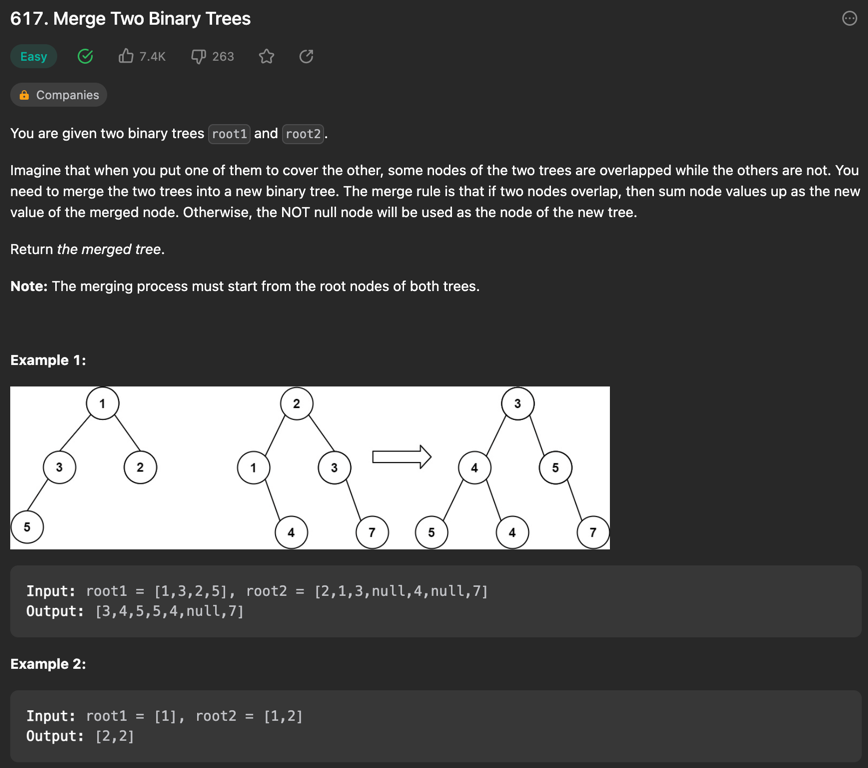 617. Merge Two Binary Trees
Easy 7.4K 263
Companies
You are given two binary trees root1 and root2.
Imagine that when you put one of them to cover the other, some nodes of the two trees are overlapped while the others are not. You
need to merge the two trees into a new binary tree. The merge rule is that if two nodes overlap, then sum node values up as the new
value of the merged node. Otherwise, the NOT null node will be used as the node of the new tree.
Return the merged tree.
Note: The merging process must start from the root nodes of both trees.
Example 1:
1 2 3
3 2 1 3 4 5
5 4 7 5 4 7
Input: root1 = [1,3,2,5], root2 = [2,1,3,null,4,null,7]
Output: [3,4,5,5,4,null,7]
Example 2:
Input: root1 = [1], root2 = [1,2]
Output: [2,2]